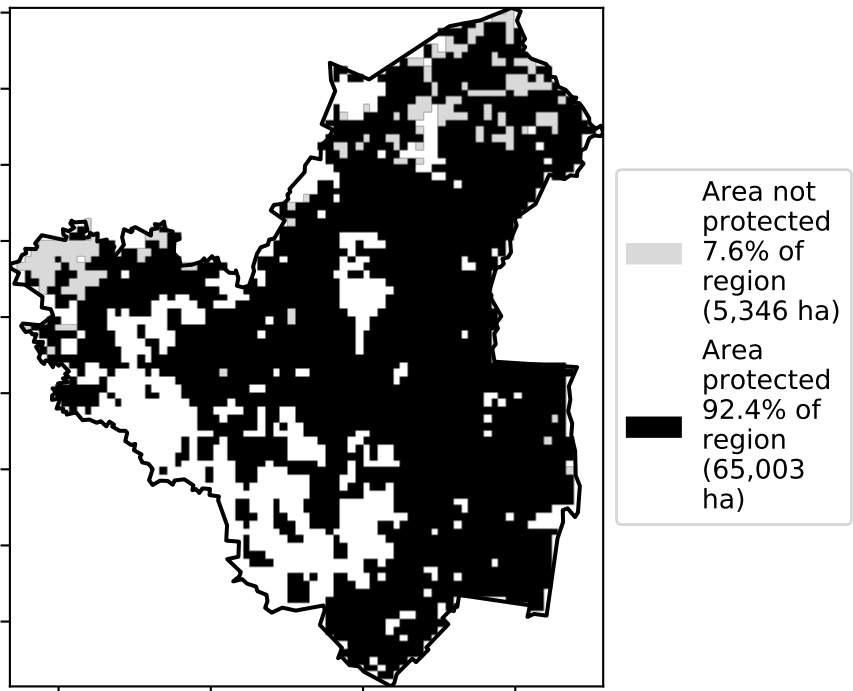 Area not
protected
7.6% of
region
(5,346 ha)
Area
protected
92.4% of
region
(65,003
ha)